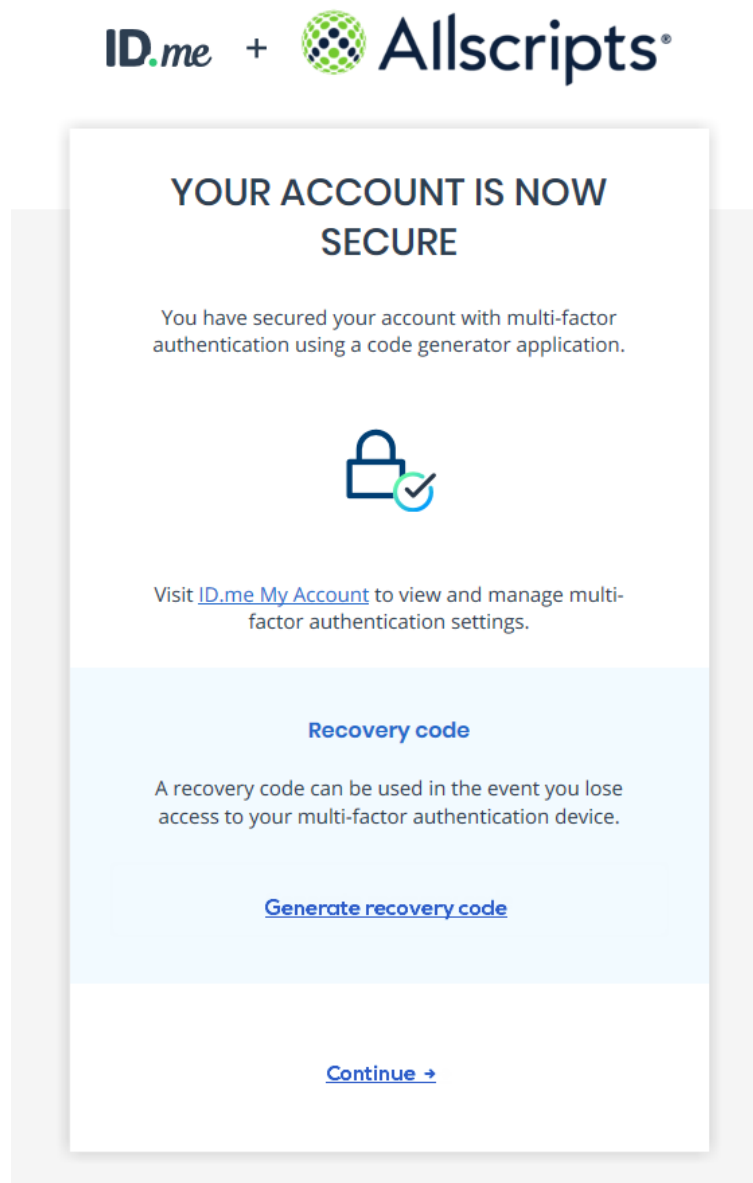 ID.me + Allscripts®
YOUR ACCOUNT IS NOW
SECURE
You have secured your account with multi-factor
authentication using a code generator application.
Visit ID.me My Account to view and manage multi-
factor authentication settings.
Recovery code
A recovery code can be used in the event you lose
access to your multi-factor authentication device.
Generate recovery code
Continue →